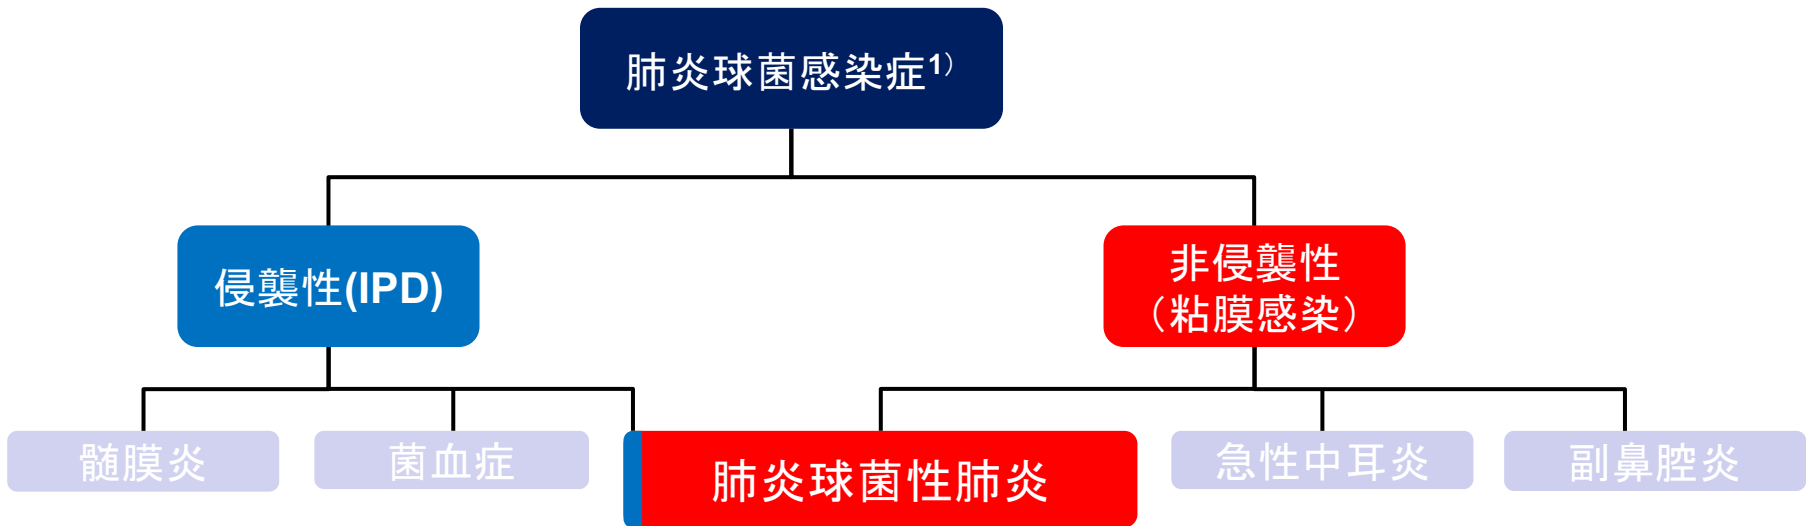 肺炎球菌感染症1）
侵襲性(IPD)
非侵襲性
（粘膜感染）
髄膜炎
菌血症
肺炎球菌性肺炎
急性中耳炎
副鼻腔炎